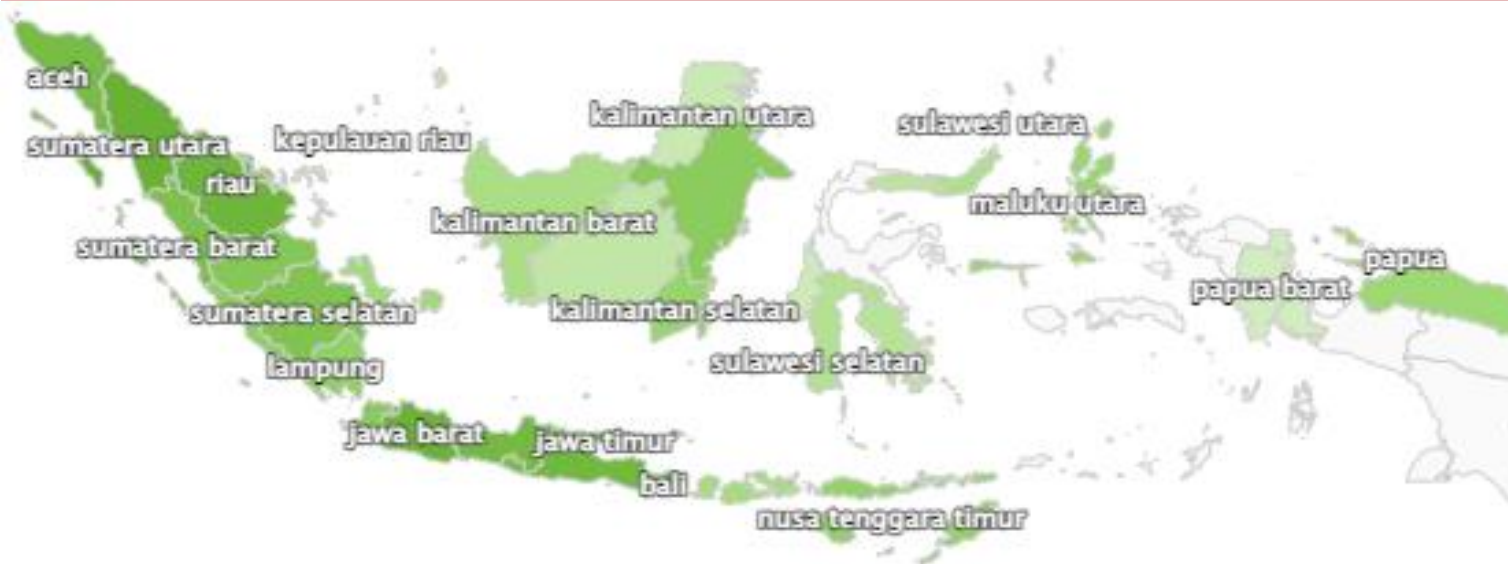 aceh
sumatera utara
kepulauan riau
riau
sumatera barat
sumatera selatan
lampung
kalimantan utara
kalimantan barat
kalimantan selatan
sulawesi utara
maluku utara
sulawesi selatan
papua
papua barat
jawa barat
jawa timur
bali
nusa tenggara timur